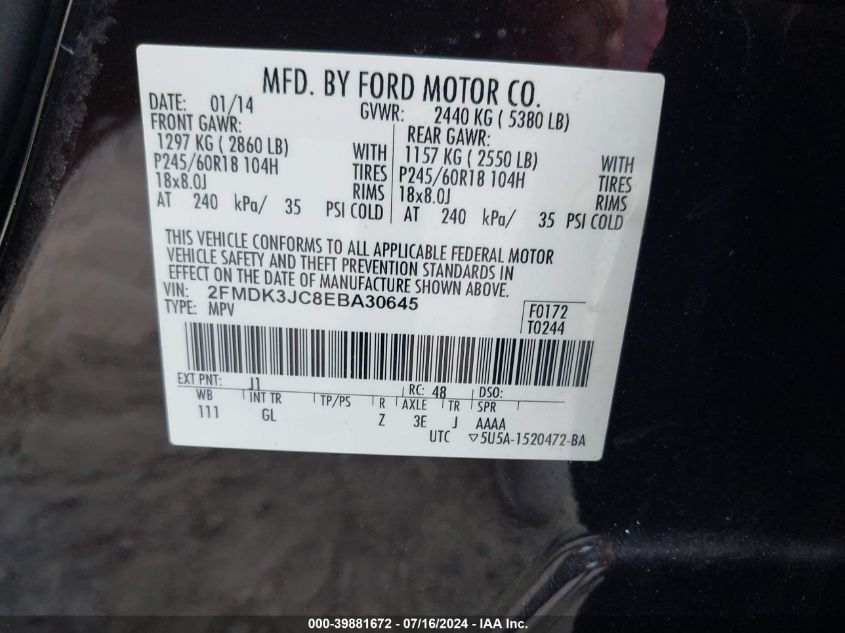 MFD. BY FORD MOTOR CO.
DATE: 01/14 GVWR: 2440 KG ( 5380 LB)
FRONT GAWR: REAR GAWR:
1297 KG ( 2860 LB) WITH 1157 KG ( 2550 LB) WITH
P245/60R18 104H TIRES P245/60R18 104H TIRES
18x8.0J RIMS 18x8.0J RIMS
AT 240 kPa/ 35 PSI COLD AT 240 kPa/ 35 PSI COLD
THIS VEHICLE CONFORMS TO ALL APPLICABLE FEDERAL MOTOR
VEHICLE SAFETY AND THEFT PREVENTION STANDARDS IN
EFFECT ON THE DATE OF MANUFACTURE SHOWN ABOVE.
VIN: 2FMDK3JC8EBA30645
TYPE: MPV
F0172
T0244
EXT PNT: J1 RC: 48 DSO:
WB INT TR TP/PS R AXLE TR SPR
111 GL Z 3E J AAAA
UTC ▽5U5A-1520472-BA
000-39881672 / 07/16/2024 - IAA Inc.